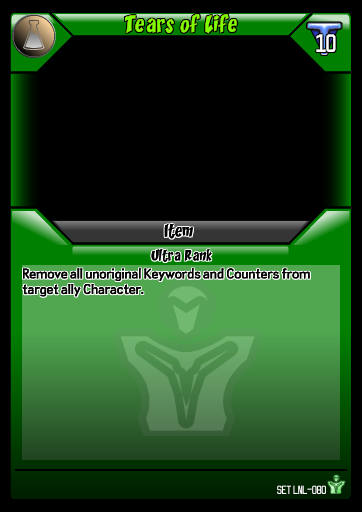 Tears of Life
10
Item
Ultra Rank
Remove all unoriginal Keywords and Counters from
target ally Character.
SET LNL-080